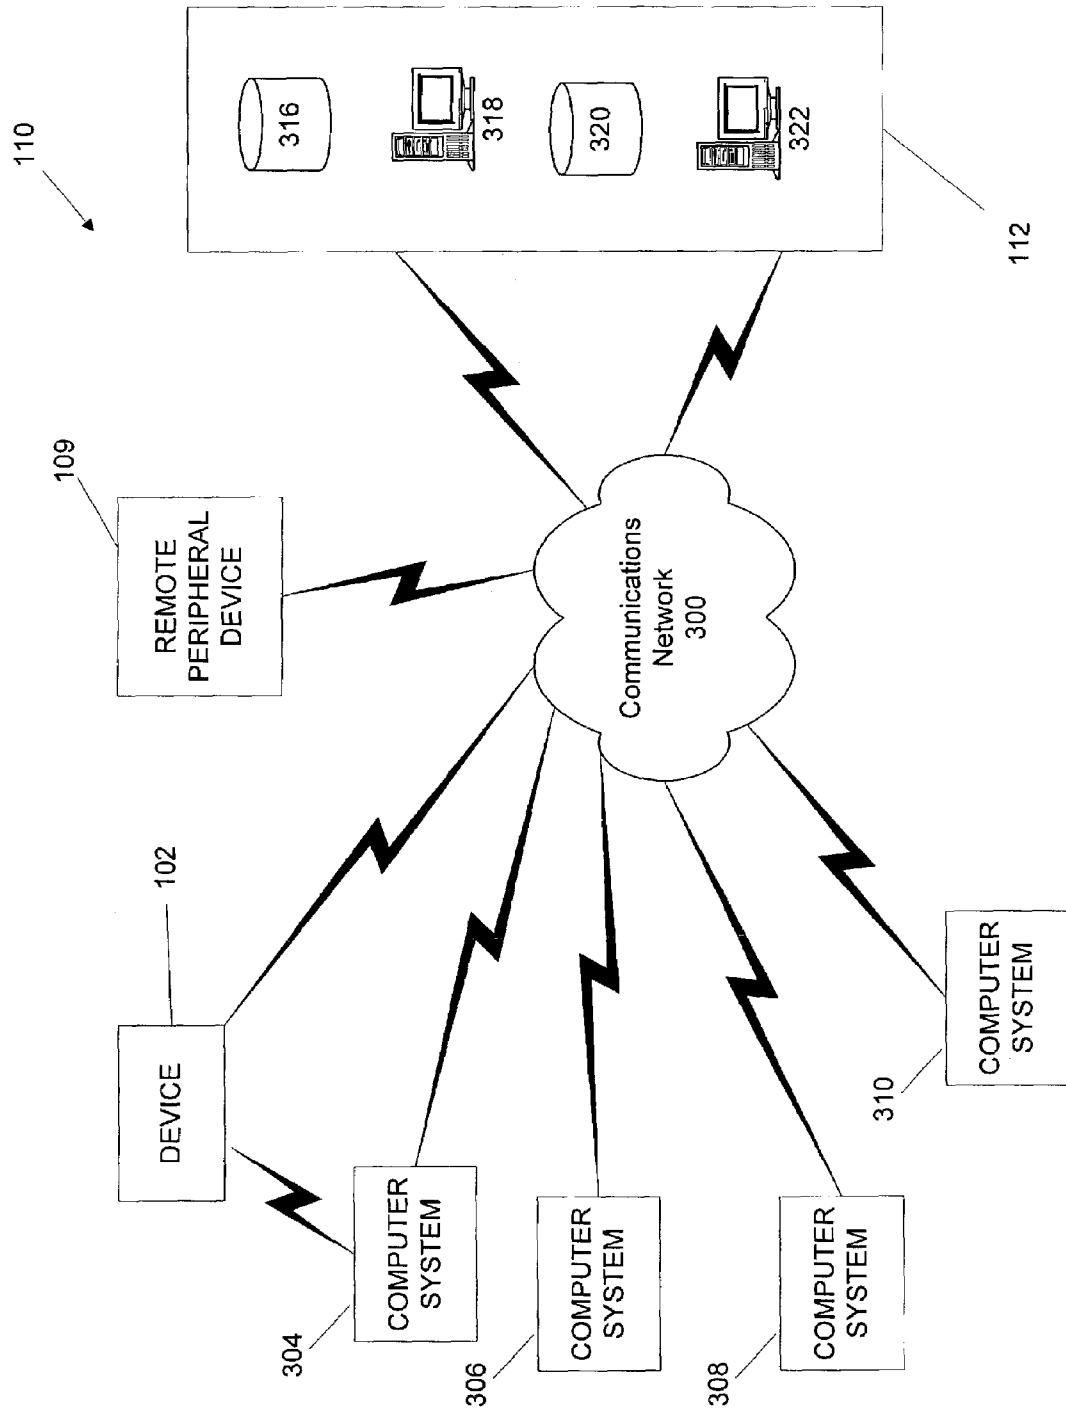 110
102
DEVICE
109
REMOTE
PERIPHERAL
DEVICE
316
318
320
322
112
304
COMPUTER
SYSTEM
306
COMPUTER
SYSTEM
308
COMPUTER
SYSTEM
310
COMPUTER
SYSTEM
Communications
Network
300